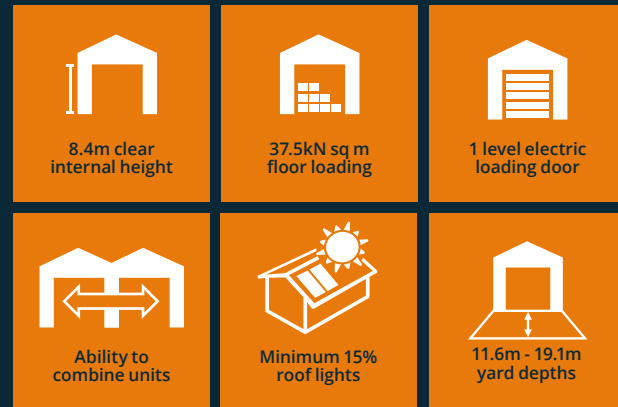 8.4m clear
internal height
37.5kN sq m
floor loading
1 level electric
loading door
Ability to
combine units
Minimum 15%
roof lights
11.6m - 19.1m
yard depths